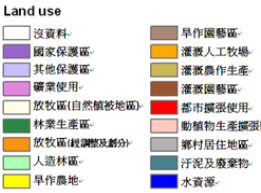 Land use
沒資料
國家保護區
其他保護區
礦業使用
放牧區(自然植被地區)
林業生產區
放牧區(經調整及劃分)
人造林區
旱作農地
旱作園藝區
灌溉人工牧場
灌溉農作生產
灌溉園藝區
都市擴張使用
動植物生產擴張
鄉村居住地區
汙泥及廢棄物
水資源